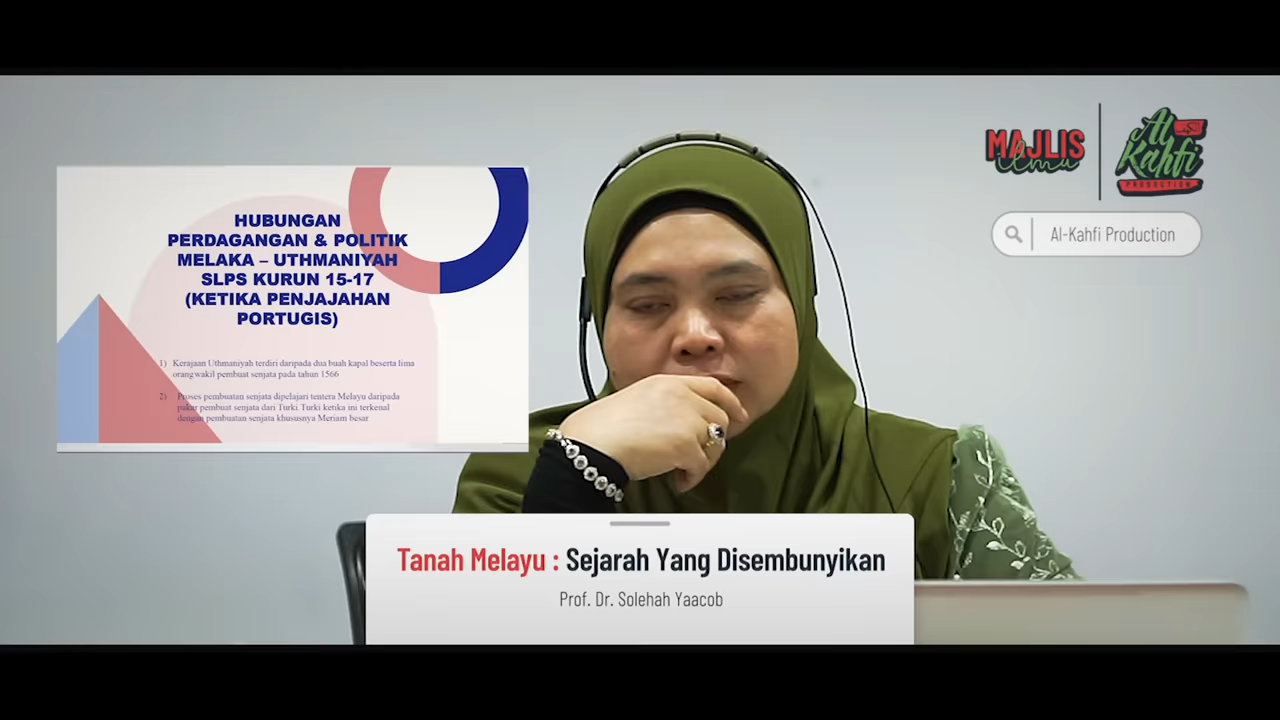 HUBUNGAN
PERDAGANGAN & POLITIK
MELAKA – UTHMANIYAH
SLPS KURUN 15-17
(KETIKA PENJAJAHAN
PORTUGIS)
1) Kerajaan Uthmaniyah terdiri daripada dua buah kapal beserta lima
orangwakil pembuat senjata pada tahun 1566
2) Proses pembuatan senjata dipelajari tentera Melayu daripada
pakar pembuat senjata dari Turki.Turki ketika ini terkenal
dengan pembuatan senjata khususnya Meriam besar
MAJLIS
ilmu
Al
Kahfi
PRODUCTION
Al-Kahfi Production
Tanah Melayu : Sejarah Yang Disembunyikan
Prof. Dr. Solehah Yaacob